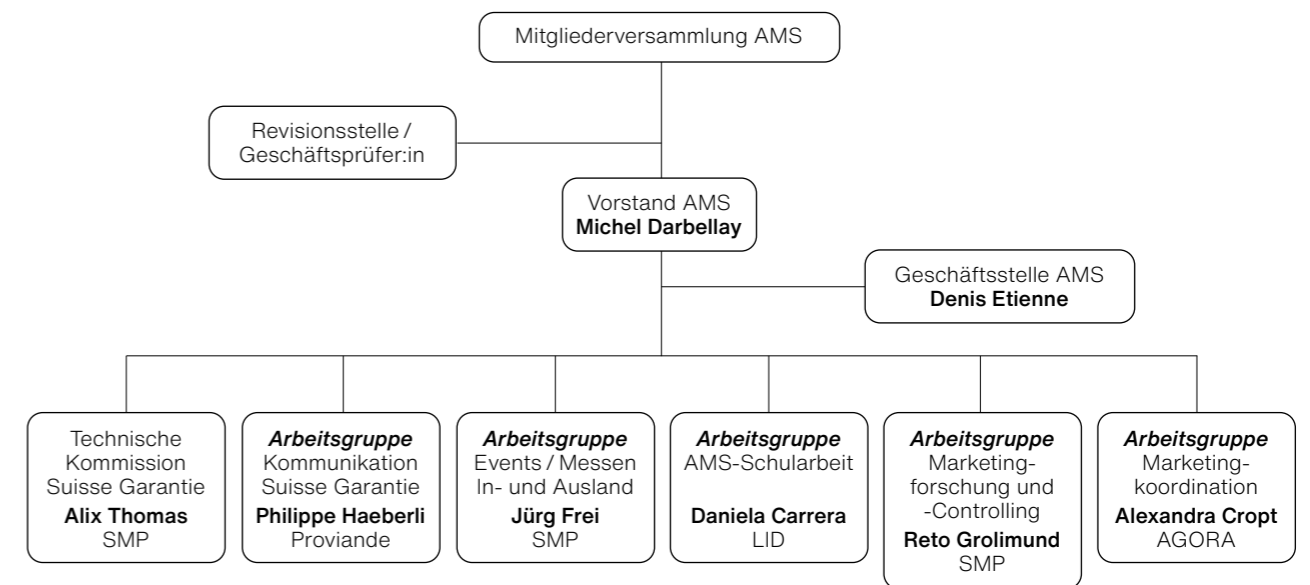 Mitgliederversammlung AMS
Revisionsstelle /
Geschäftsprüfer:in
Vorstand AMS
Michel Darbellay
Geschäftsstelle AMS
Denis Etienne
Technische
Kommission
Suisse Garantie
Alix Thomas
SMP
Arbeitsgruppe
Kommunikation
Suisse Garantie
Philippe Haeberli
Proviande
Arbeitsgruppe
Events / Messen
In- und Ausland
Jürg Frei
SMP
Arbeitsgruppe
AMS-Schularbeit
Daniela Carrera
LID
Arbeitsgruppe
Marketing-
forschung und
-Controlling
Reto Grolimund
SMP
Arbeitsgruppe
Marketing-
koordination
Alexandra Cropt
AGORA